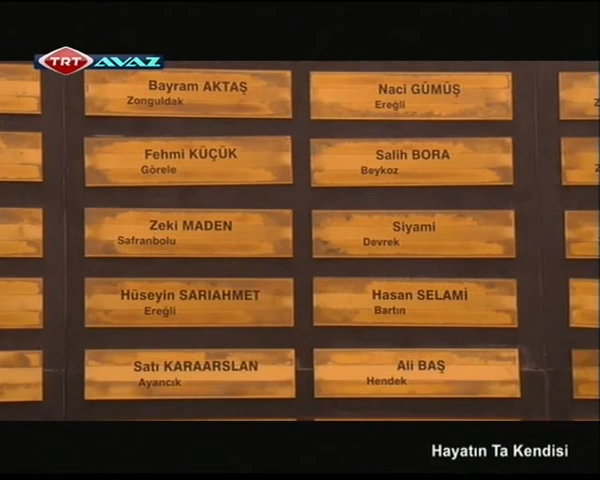 TRT AVAZ
Bayram AKTAŞ
Zonguldak
Naci GÜMÜŞ
Ereğli
Fehmi KÜÇÜK
Görele
Salih BORA
Beykoz
Zeki MADEN
Safranbolu
Siyami
Devrek
Hüseyin SARIAHMET
Ereğli
Hasan SELAMİ
Bartın
Satı KARAARSLAN
Ayancık
Ali BAŞ
Hendek
Hayatın Ta Kendisi